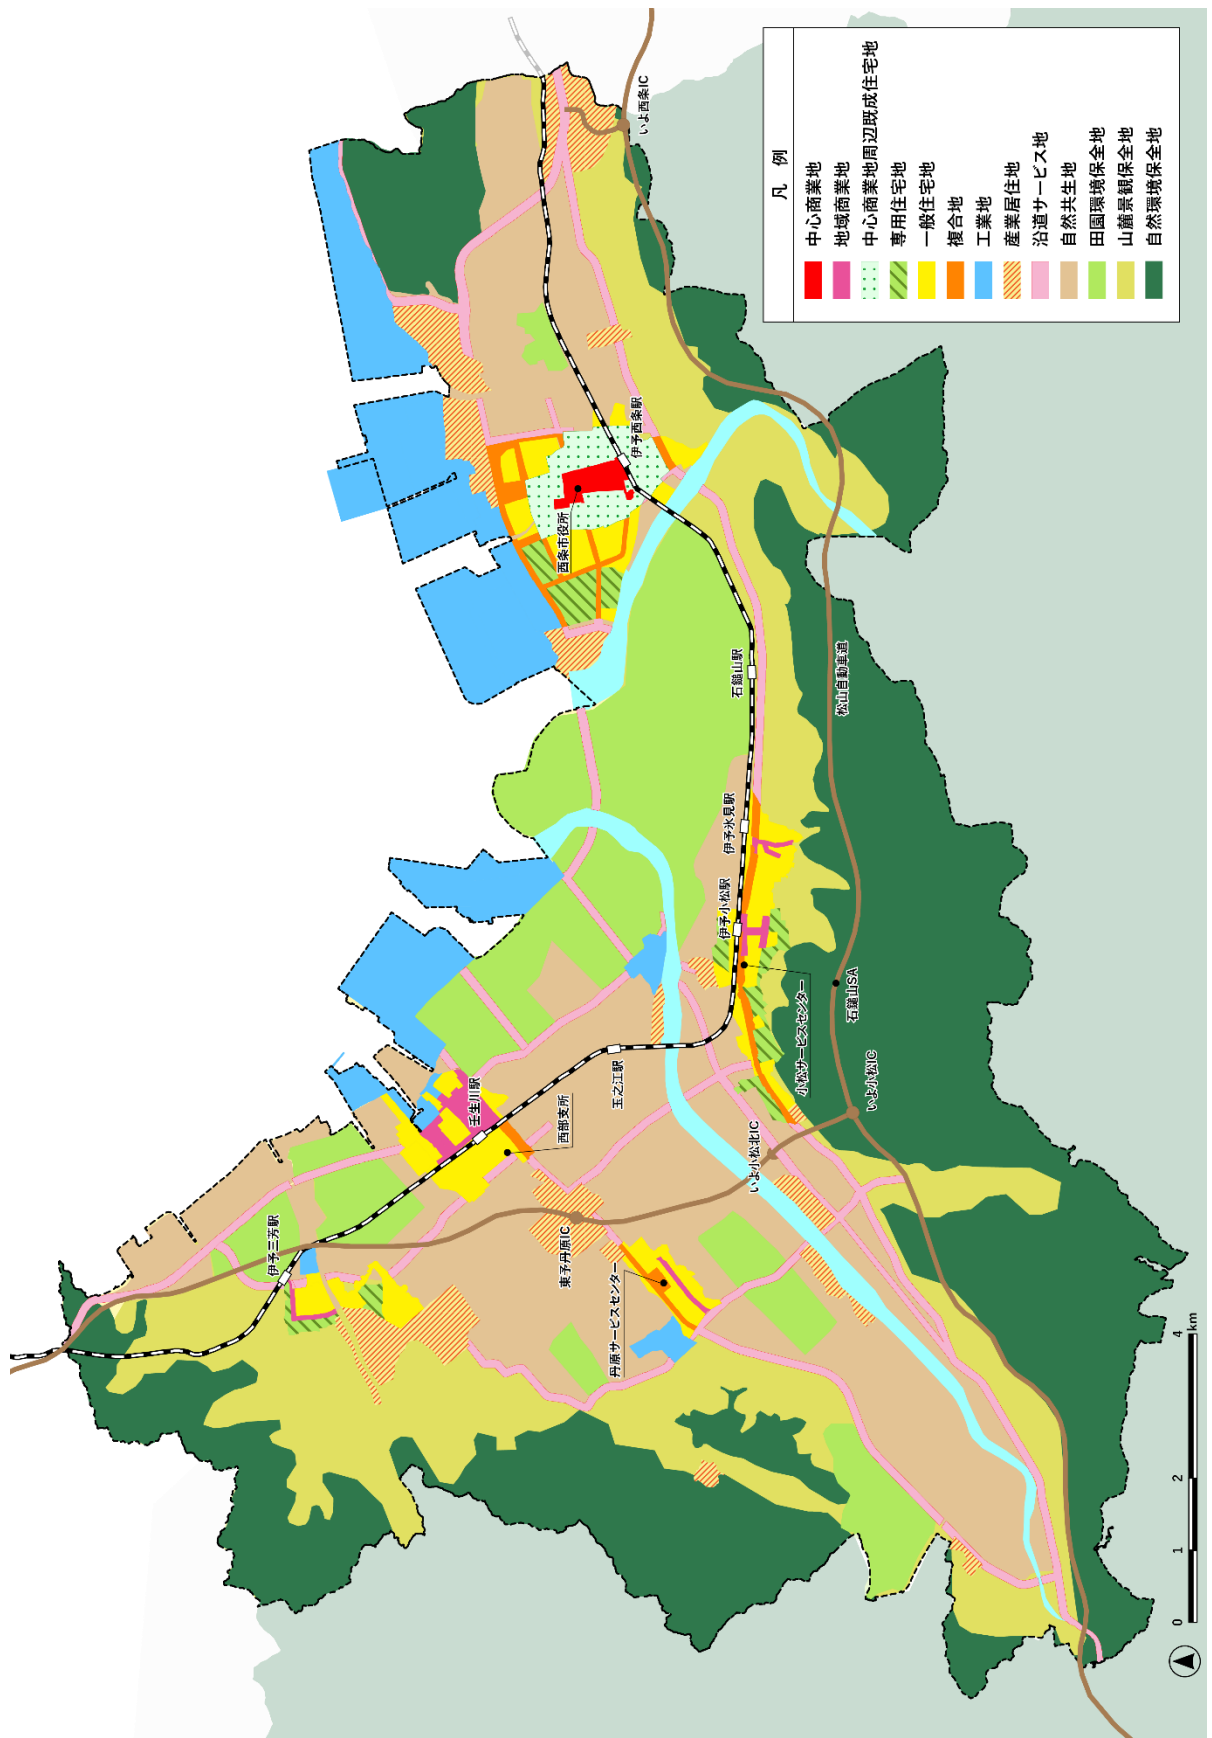 凡 例
中心商業地
地域商業地
中心商業地周辺既成住宅地
専用住宅地
一般住宅地
複合地
工業地
産業居住地
沿道サービス地
自然共生地
田園環境保全地
山麓景観保全地
自然環境保全地
伊予三芳駅
壬生川駅
西部支所
玉之江駅
東予丹原IC
丹原サービスセンター
いよ小松北IC
いよ小松IC
小松サービスセンター
石鎚山SA
伊予小松駅
伊予氷見駅
石鎚山駅
松山自動車道
西条市役所
伊予西条駅
いよ西条IC
0 1 2 4 km